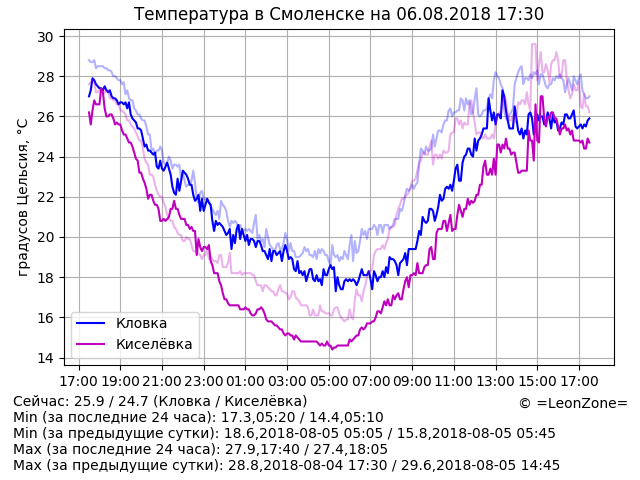 Температура в Смоленске на 06.08.2018 17:30
градусов Цельсия, °C
30
28
26
24
22
20
18
16
14
Кловка
Киселёвка
17:00 19:00 21:00 23:00 01:00 03:00 05:00 07:00 09:00 11:00 13:00 15:00 17:00
Сейчас: 25.9 / 24.7 (Кловка / Киселёвка)
© =LeonZone=
Min (за последние 24 часа): 17.3,05:20 / 14.4,05:10
Min (за предыдущие сутки): 18.6,2018-08-05 05:05 / 15.8,2018-08-05 05:45
Max (за последние 24 часа): 27.9,17:40 / 27.4,18:05
Max (за предыдущие сутки): 28.8,2018-08-04 17:30 / 29.6,2018-08-05 14:45